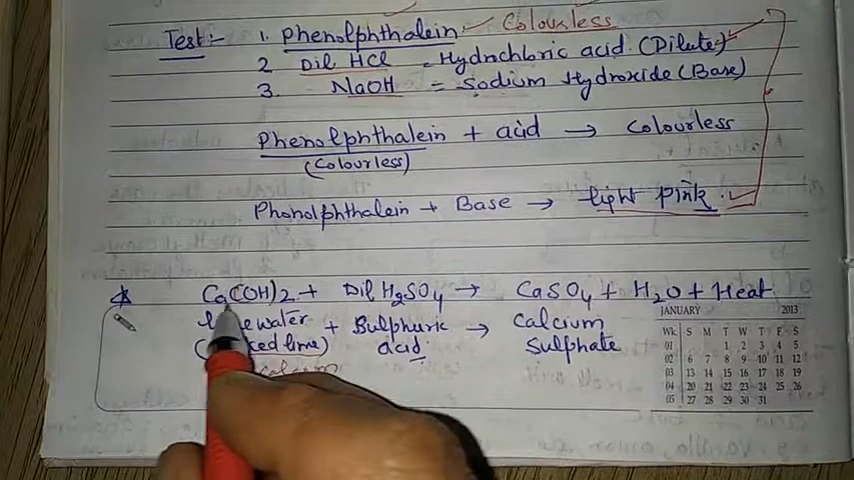 Test:- 1. Phenolphthalein - Colourless
2 Dil HCl = Hydrochloric acid (Dilute)
3. NaOH = Sodium Hydroxide (Base)
Phenolphthalein + acid → Colourless
(Colourless)
Phenolphthalein + Base → light pink.
Ca(OH)2 + Dil H2SO4 → CaSO4 + H2O + Heat
water + Sulphuric → Calcium
lime) acid Sulphate
JANUARY 2013
Wk S M T W T F S
01 1 2 3 4 5
02 6 7 8 9 10 11 12
03 13 14 15 16 17 18 19
04 20 21 22 23 24 25 26
05 27 28 29 30 31